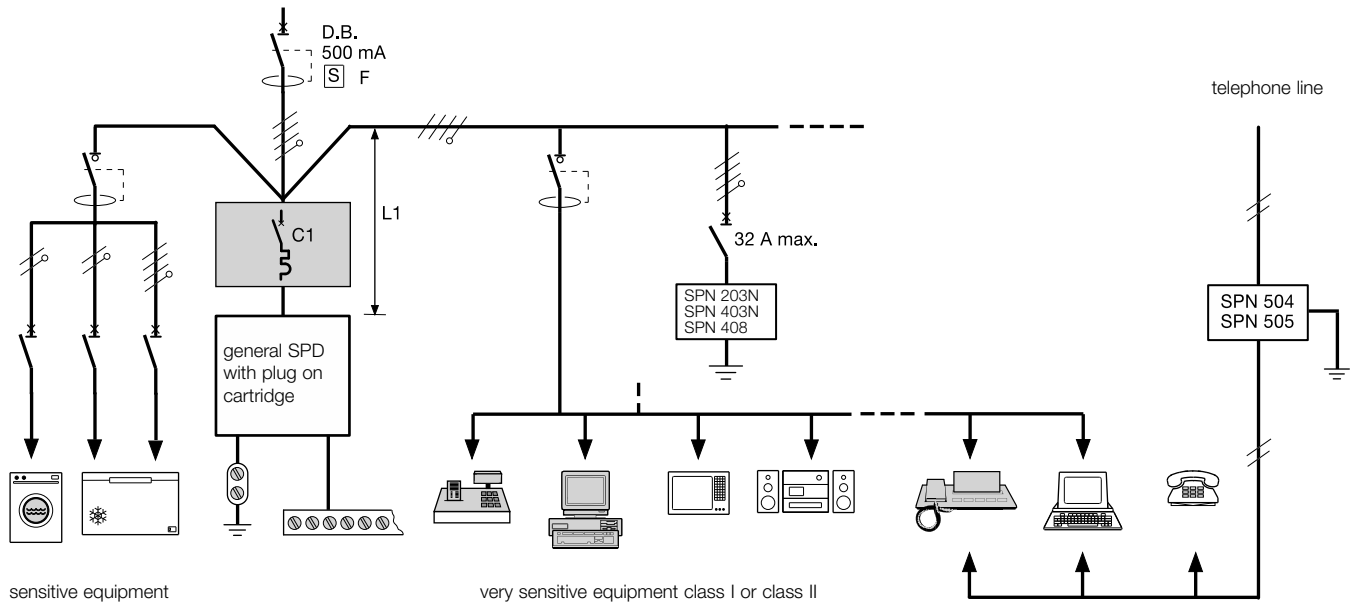 D.B.
500 mA
S F
telephone line
L1
C1
32 A max.
SPN 203N
SPN 403N
SPN 408
SPN 504
SPN 505
general SPD
with plug on
cartridge
sensitive equipment
very sensitive equipment class I or class II